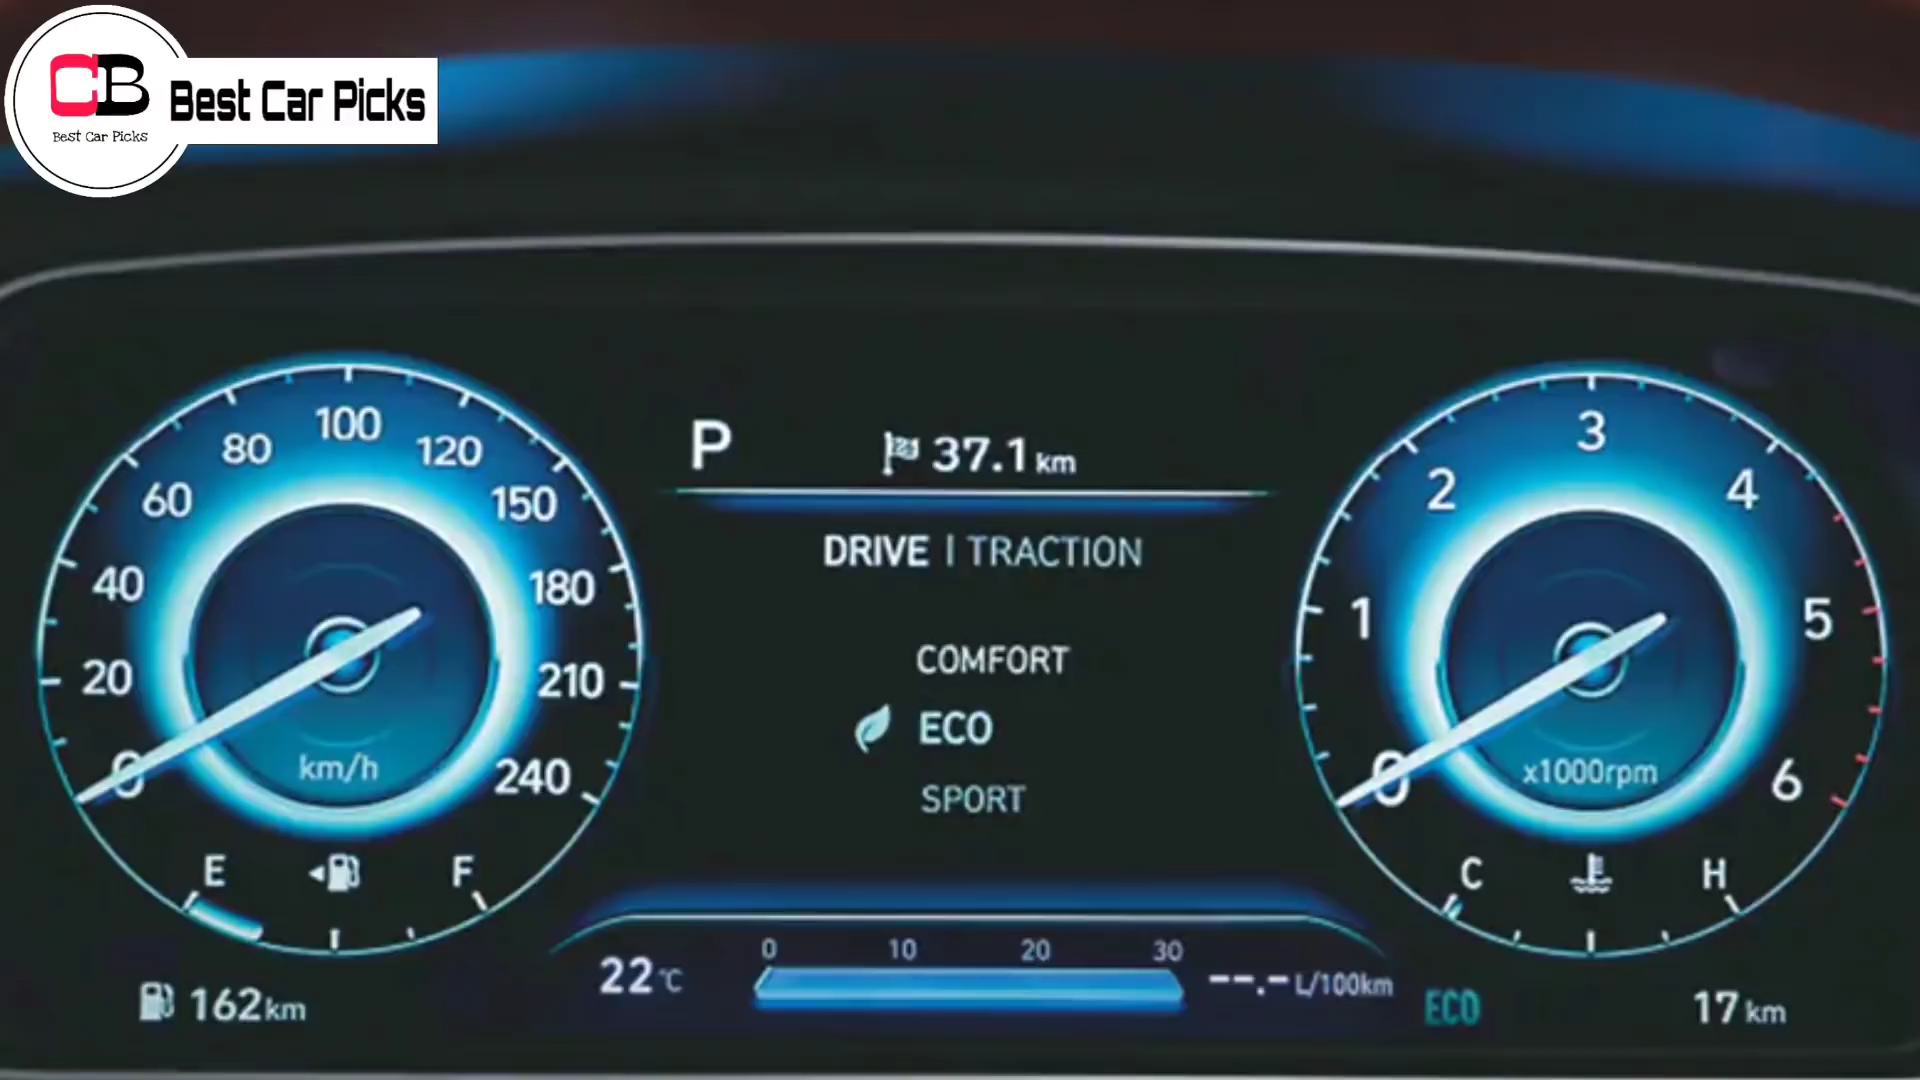 CB
Best Car Picks
Best Car Picks
P 37.1 km
DRIVE | TRACTION
COMFORT
ECO
SPORT
0 20 40 60 80 100 120 150 180 210 240
km/h
E F
162 km
0 1 2 3 4 5 6
x1000rpm
C H
0 10 20 30
22 °C
--.- L/100km
ECO
17 km